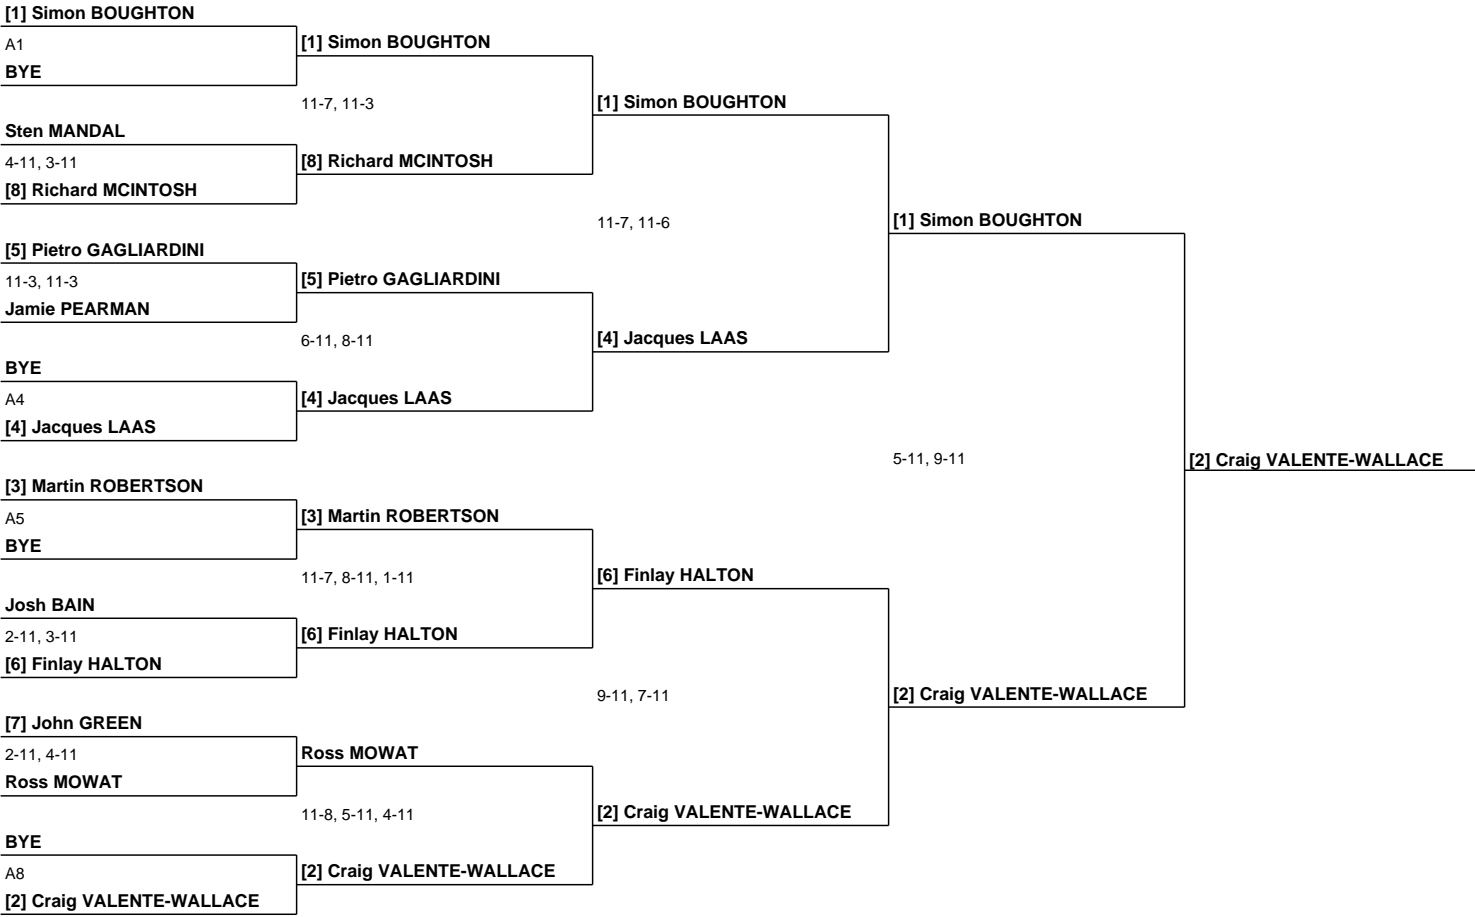 [1] Simon BOUGHTON
A1
BYE
Sten MANDAL
4-11, 3-11
[8] Richard MCINTOSH
[5] Pietro GAGLIARDINI
11-3, 11-3
Jamie PEARMAN
BYE
A4
[4] Jacques LAAS
[3] Martin ROBERTSON
A5
BYE
Josh BAIN
2-11, 3-11
[6] Finlay HALTON
[7] John GREEN
2-11, 4-11
Ross MOWAT
BYE
A8
[2] Craig VALENTE-WALLACE
[1] Simon BOUGHTON
11-7, 11-3
[8] Richard MCINTOSH
[5] Pietro GAGLIARDINI
6-11, 8-11
[4] Jacques LAAS
[3] Martin ROBERTSON
11-7, 8-11, 1-11
[6] Finlay HALTON
Ross MOWAT
11-8, 5-11, 4-11
[2] Craig VALENTE-WALLACE
[1] Simon BOUGHTON
11-7, 11-6
[4] Jacques LAAS
[6] Finlay HALTON
9-11, 7-11
[2] Craig VALENTE-WALLACE
[1] Simon BOUGHTON
5-11, 9-11
[2] Craig VALENTE-WALLACE
[2] Craig VALENTE-WALLACE